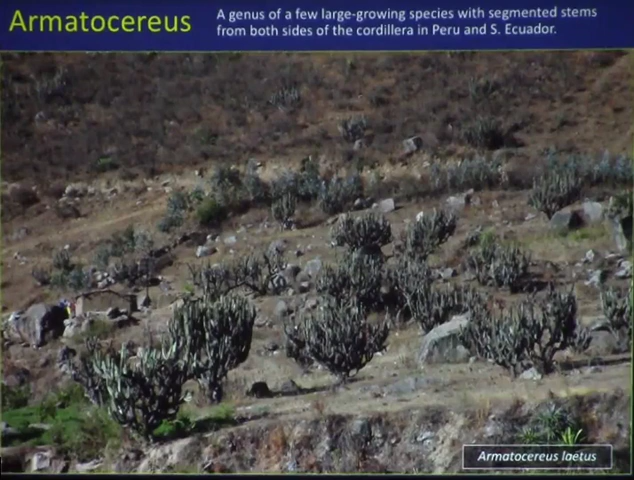 Armatocereus
A genus of a few large-growing species with segmented stems
from both sides of the cordillera in Peru and S. Ecuador.
Armatocereus laetus